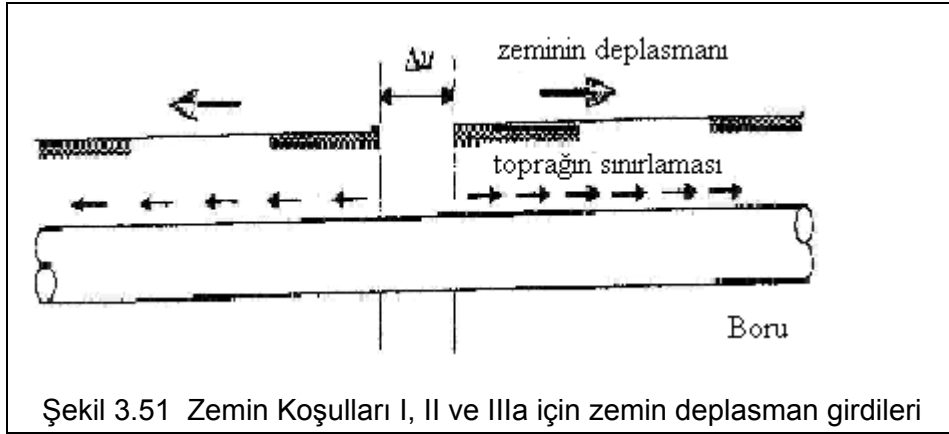 zeminin deplasmanı
Δu
toprağın sınırlaması
Boru
Şekil 3.51 Zemin Koşulları I, II ve IIIa için zemin deplasman girdileri